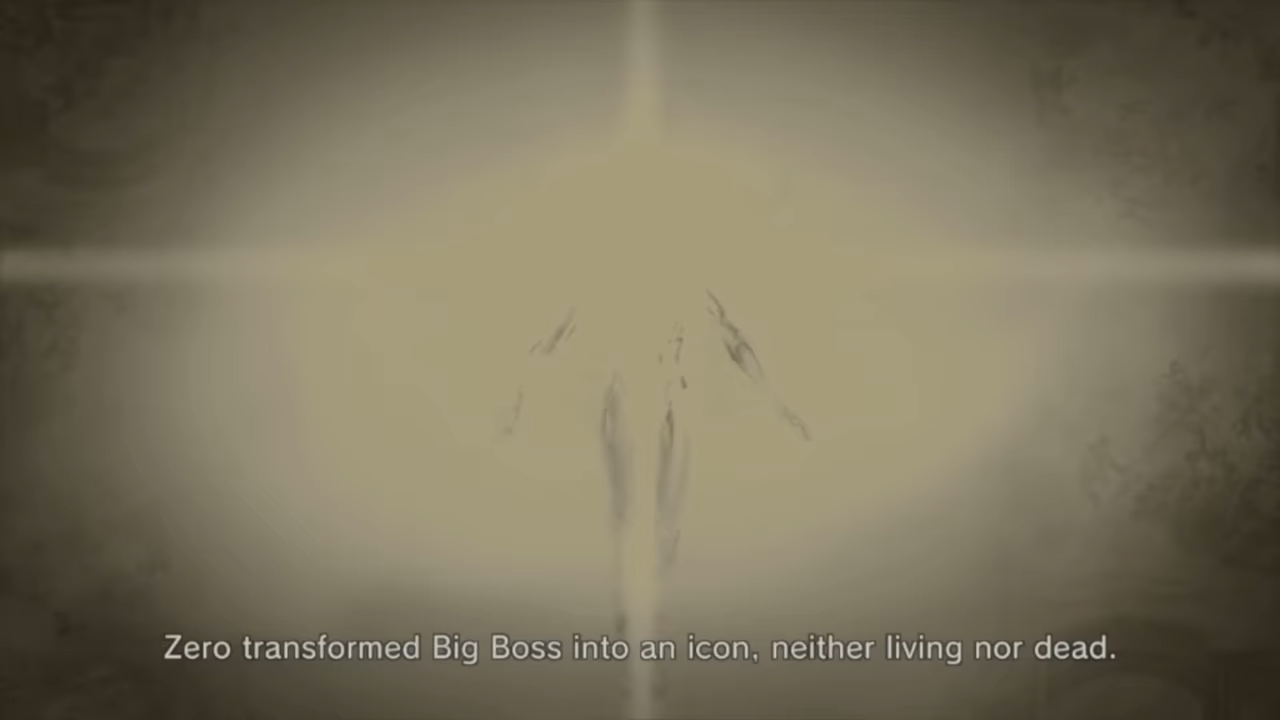 Zero transformed Big Boss into an icon, neither living nor dead.